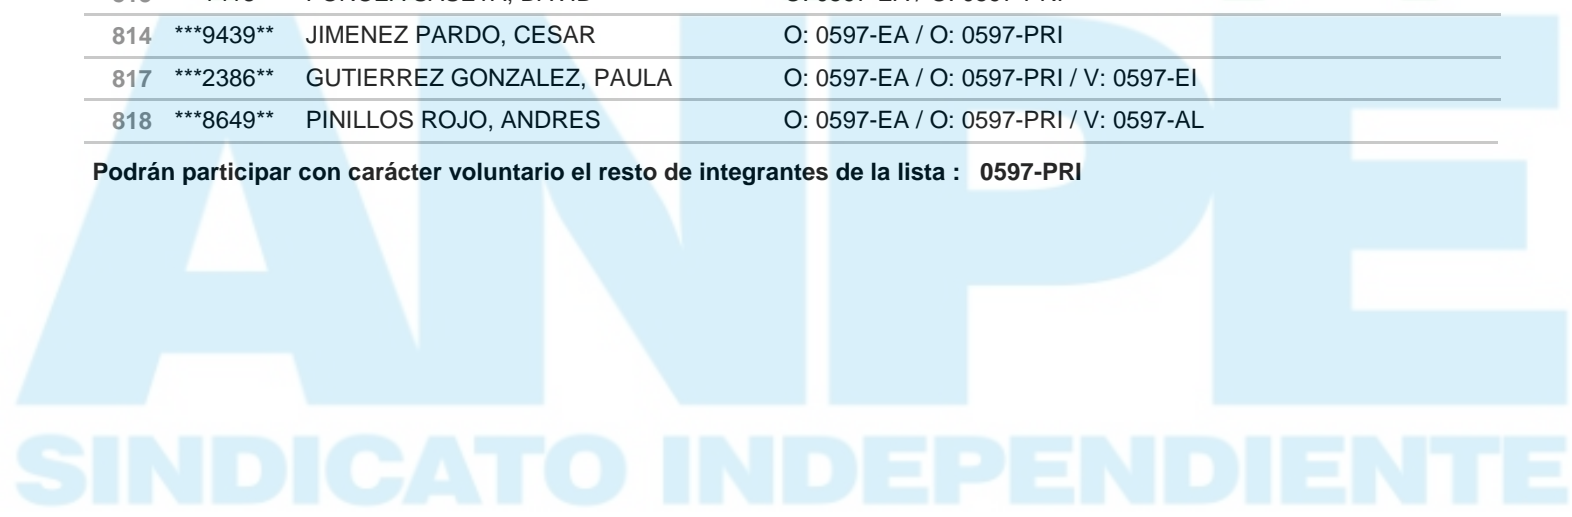 814 ***9439** JIMENEZ PARDO, CESAR O: 0597-EA / O: 0597-PRI
817 ***2386** GUTIERREZ GONZALEZ, PAULA O: 0597-EA / O: 0597-PRI / V: 0597-EI
818 ***8649** PINILLOS ROJO, ANDRES O: 0597-EA / O: 0597-PRI / V: 0597-AL
Podrán participar con carácter voluntario el resto de integrantes de la lista : 0597-PRI
ANPE
SINDICATO INDEPENDIENTE